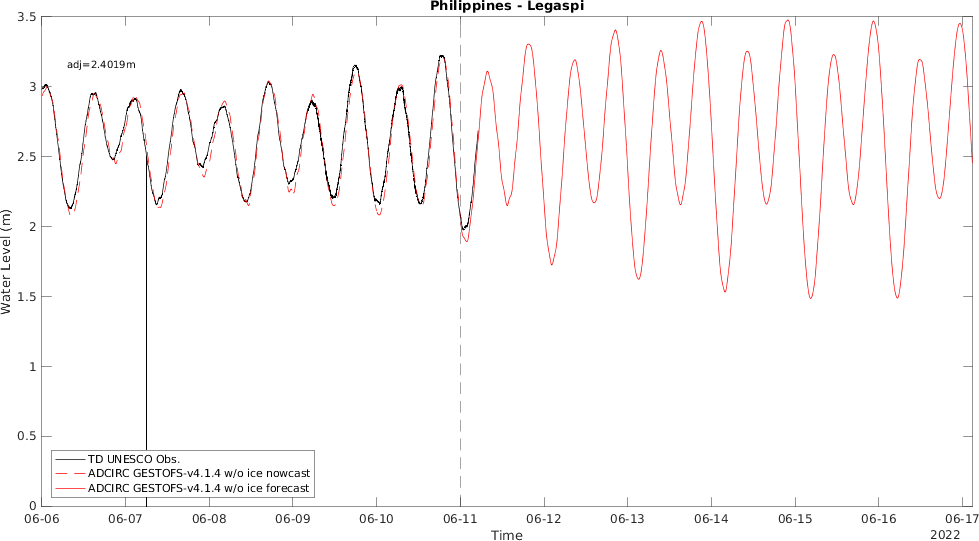 Philippines - Legaspi
3.5
adj=2.4019m
3
2.5
2
1.5
1
0.5
0
Water Level (m)
TD UNESCO Obs.
ADCIRC GESTOFS-v4.1.4 w/o ice nowcast
ADCIRC GESTOFS-v4.1.4 w/o ice forecast
06-06 06-07 06-08 06-09 06-10 06-11 06-12 06-13 06-14 06-15 06-16 06-17
Time
2022